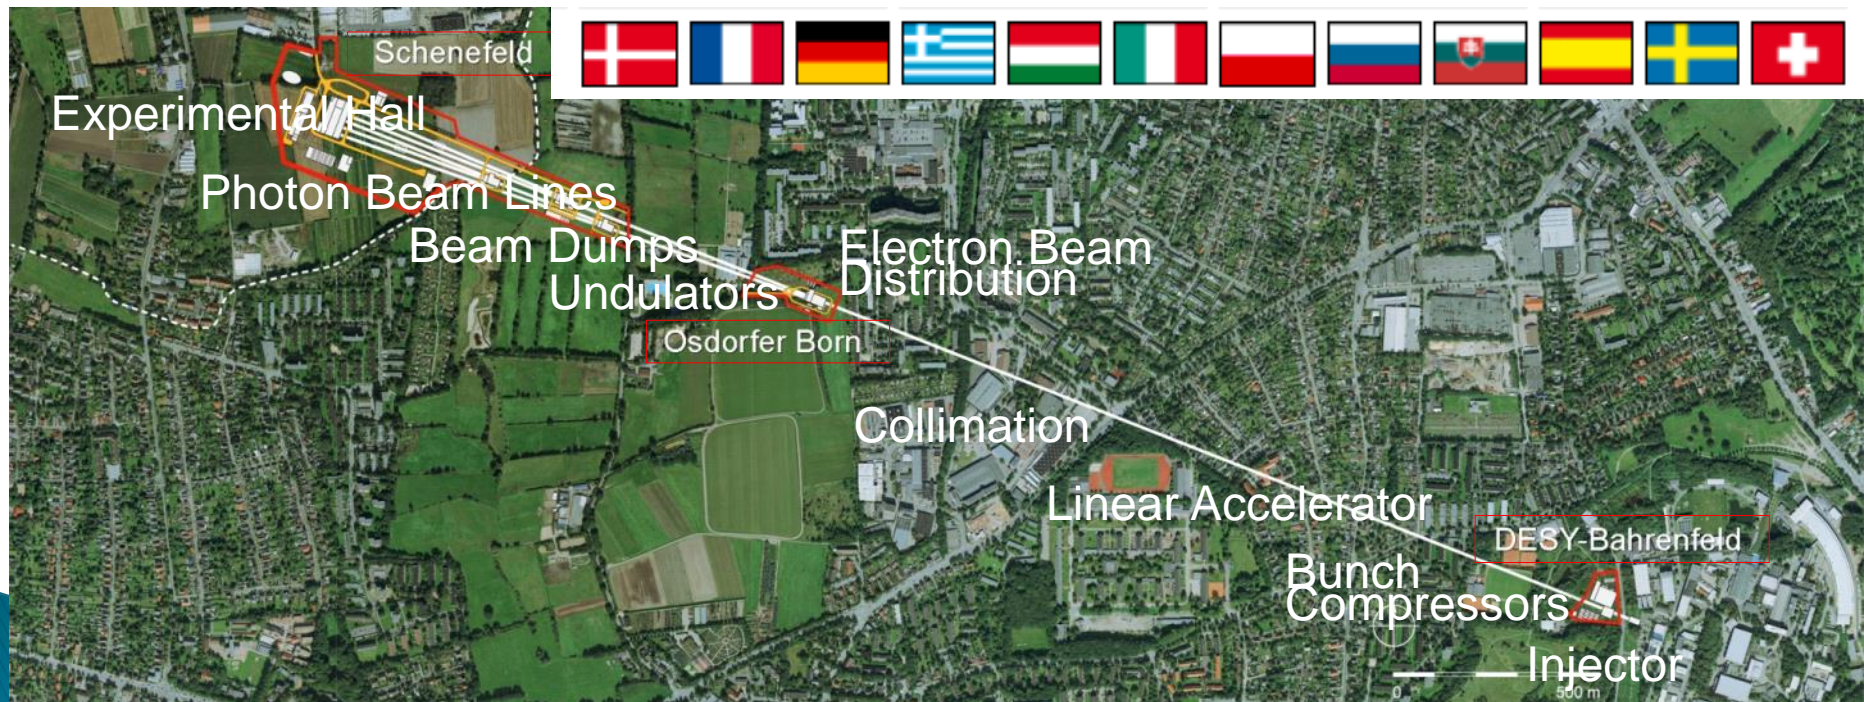 Schenefeld
Experimental Hall
Photon Beam Lines
Beam Dumps
Electron Beam
Distribution
Undulators
Osdorfer Born
Collimation
Linear Accelerator
DESY-Bahrenfeld
Bunch
Compressors
Injector
0 500 m